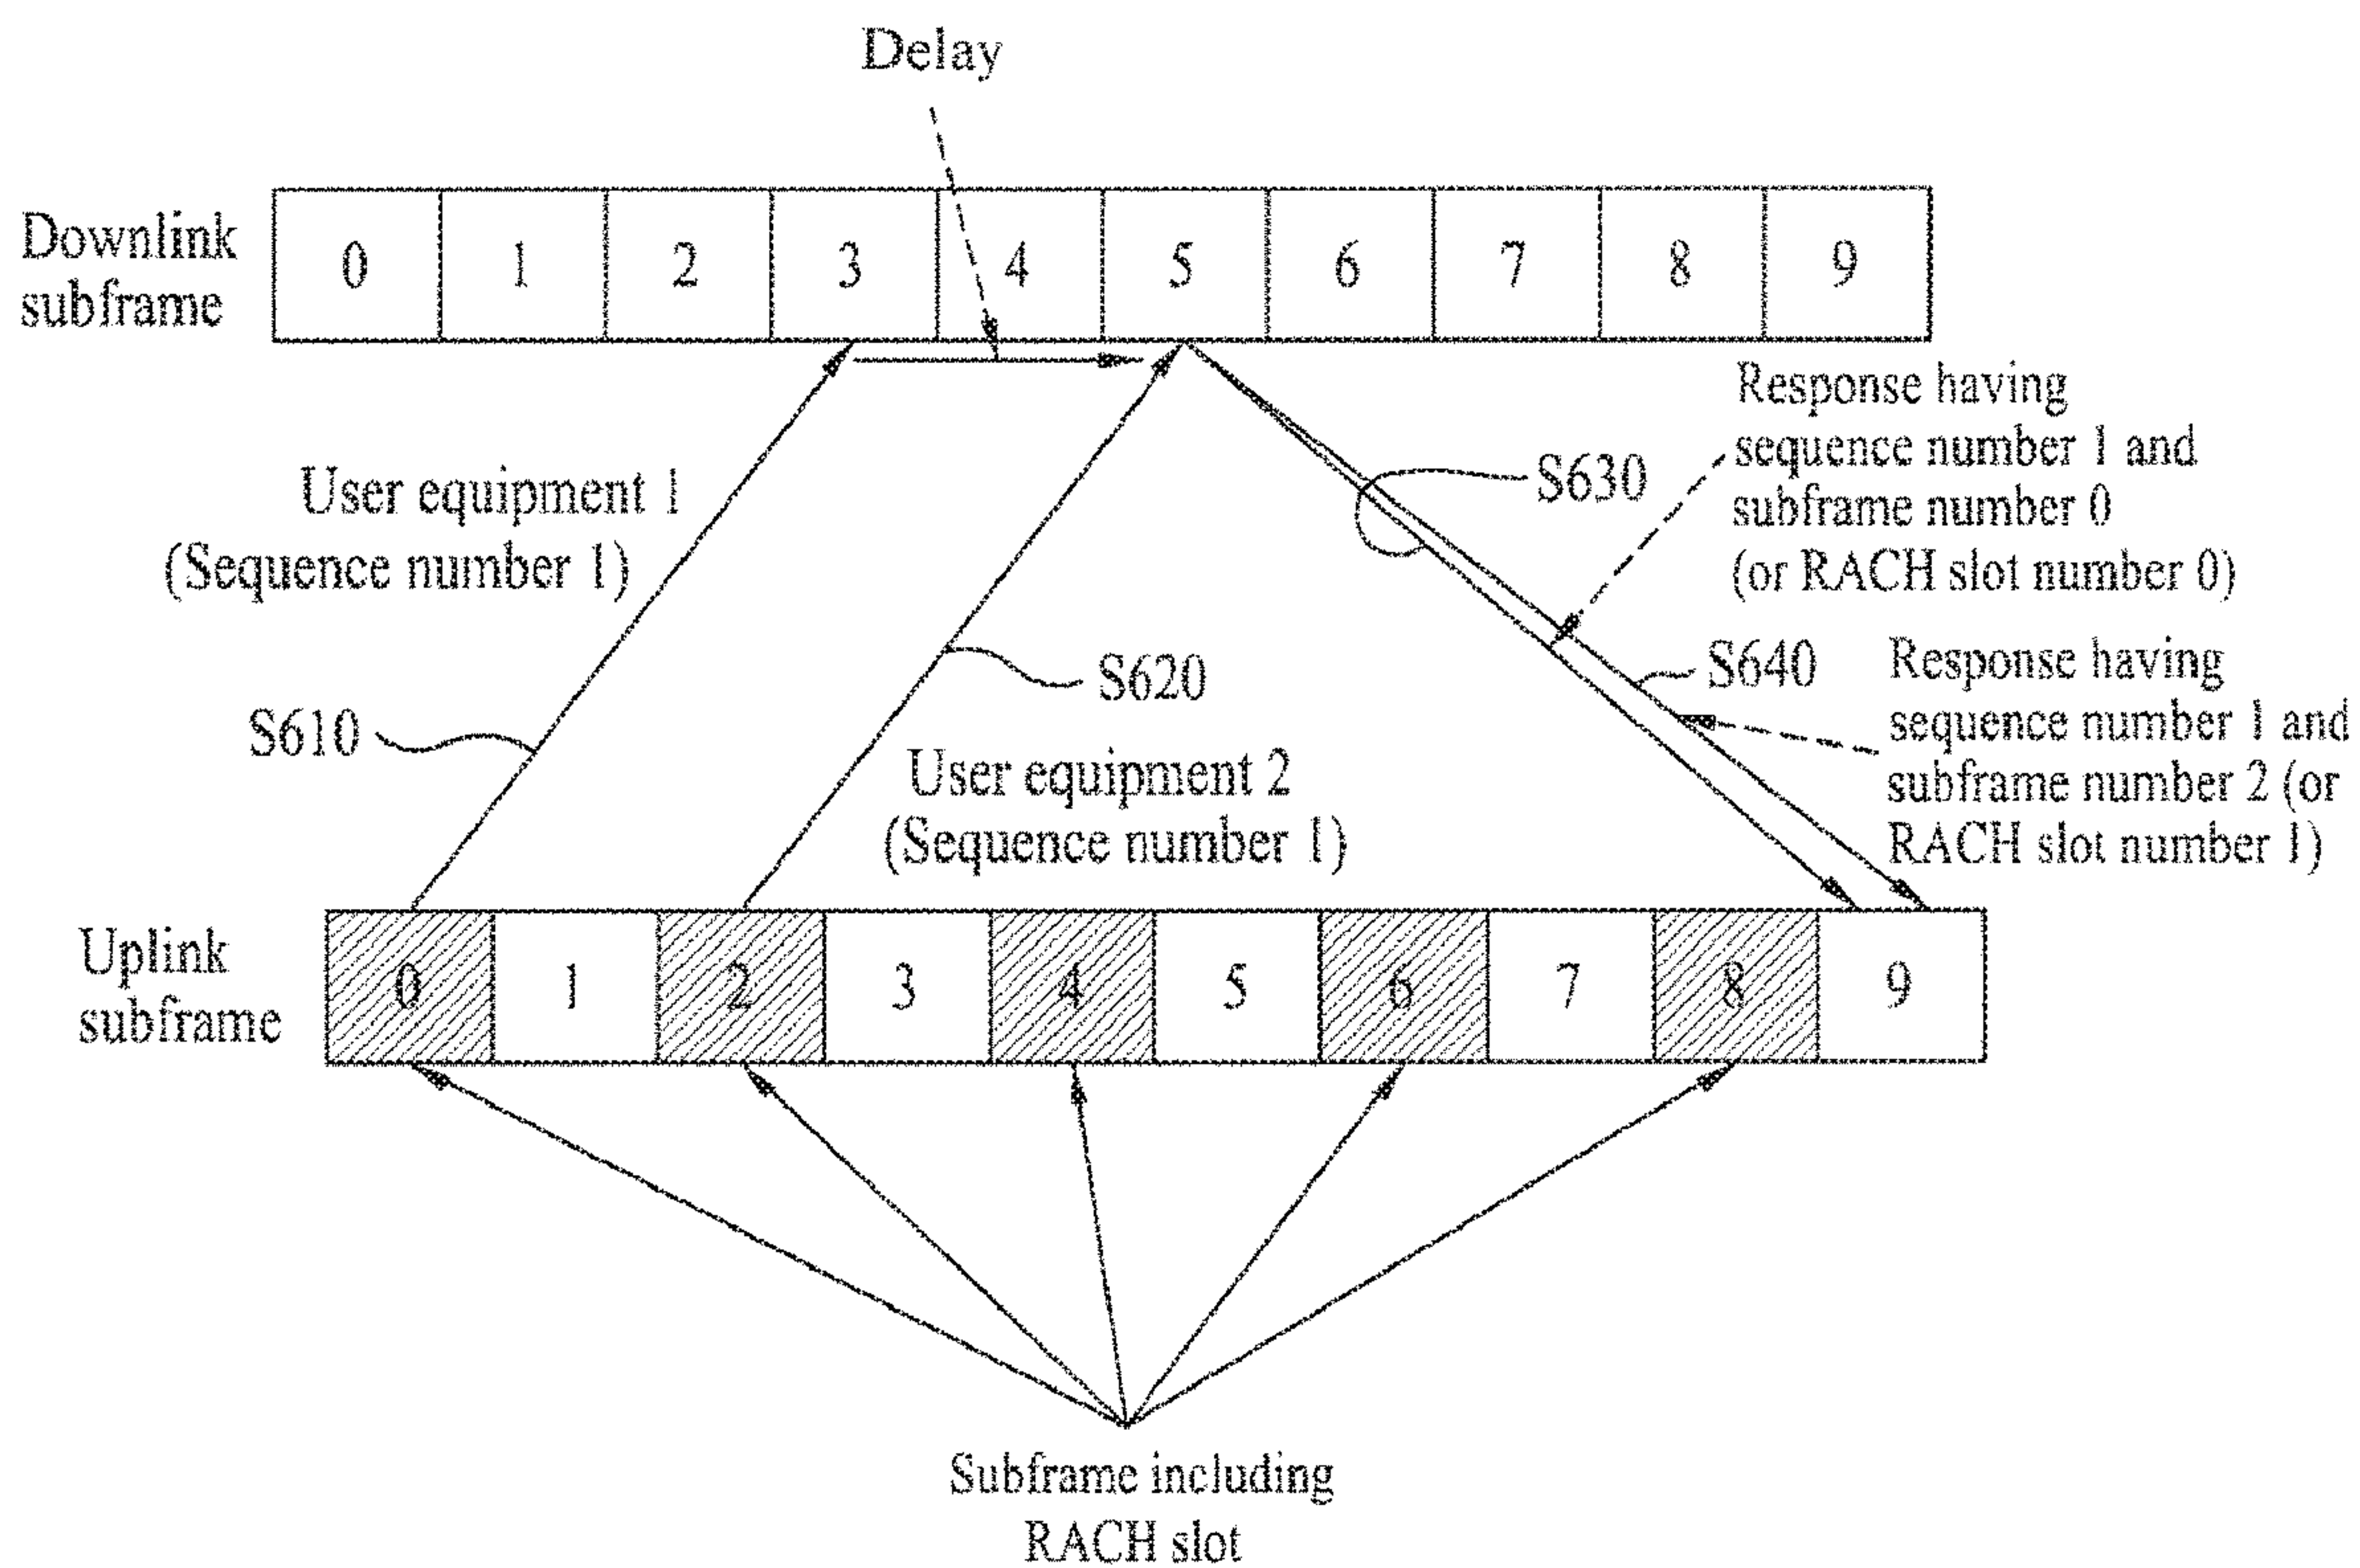 Delay
Downlink
subframe
0 1 2 3 4 5 6 7 8 9
Response having
sequence number 1 and
subframe number 0
(or RACH slot number 0)
S630
User equipment 1
(Sequence number 1)
S620
S640
Response having
sequence number 1 and
subframe number 2 (or
RACH slot number 1)
S610
User equipment 2
(Sequence number 1)
Uplink
subframe
0 1 2 3 4 5 6 7 8 9
Subframe including
RACH slot